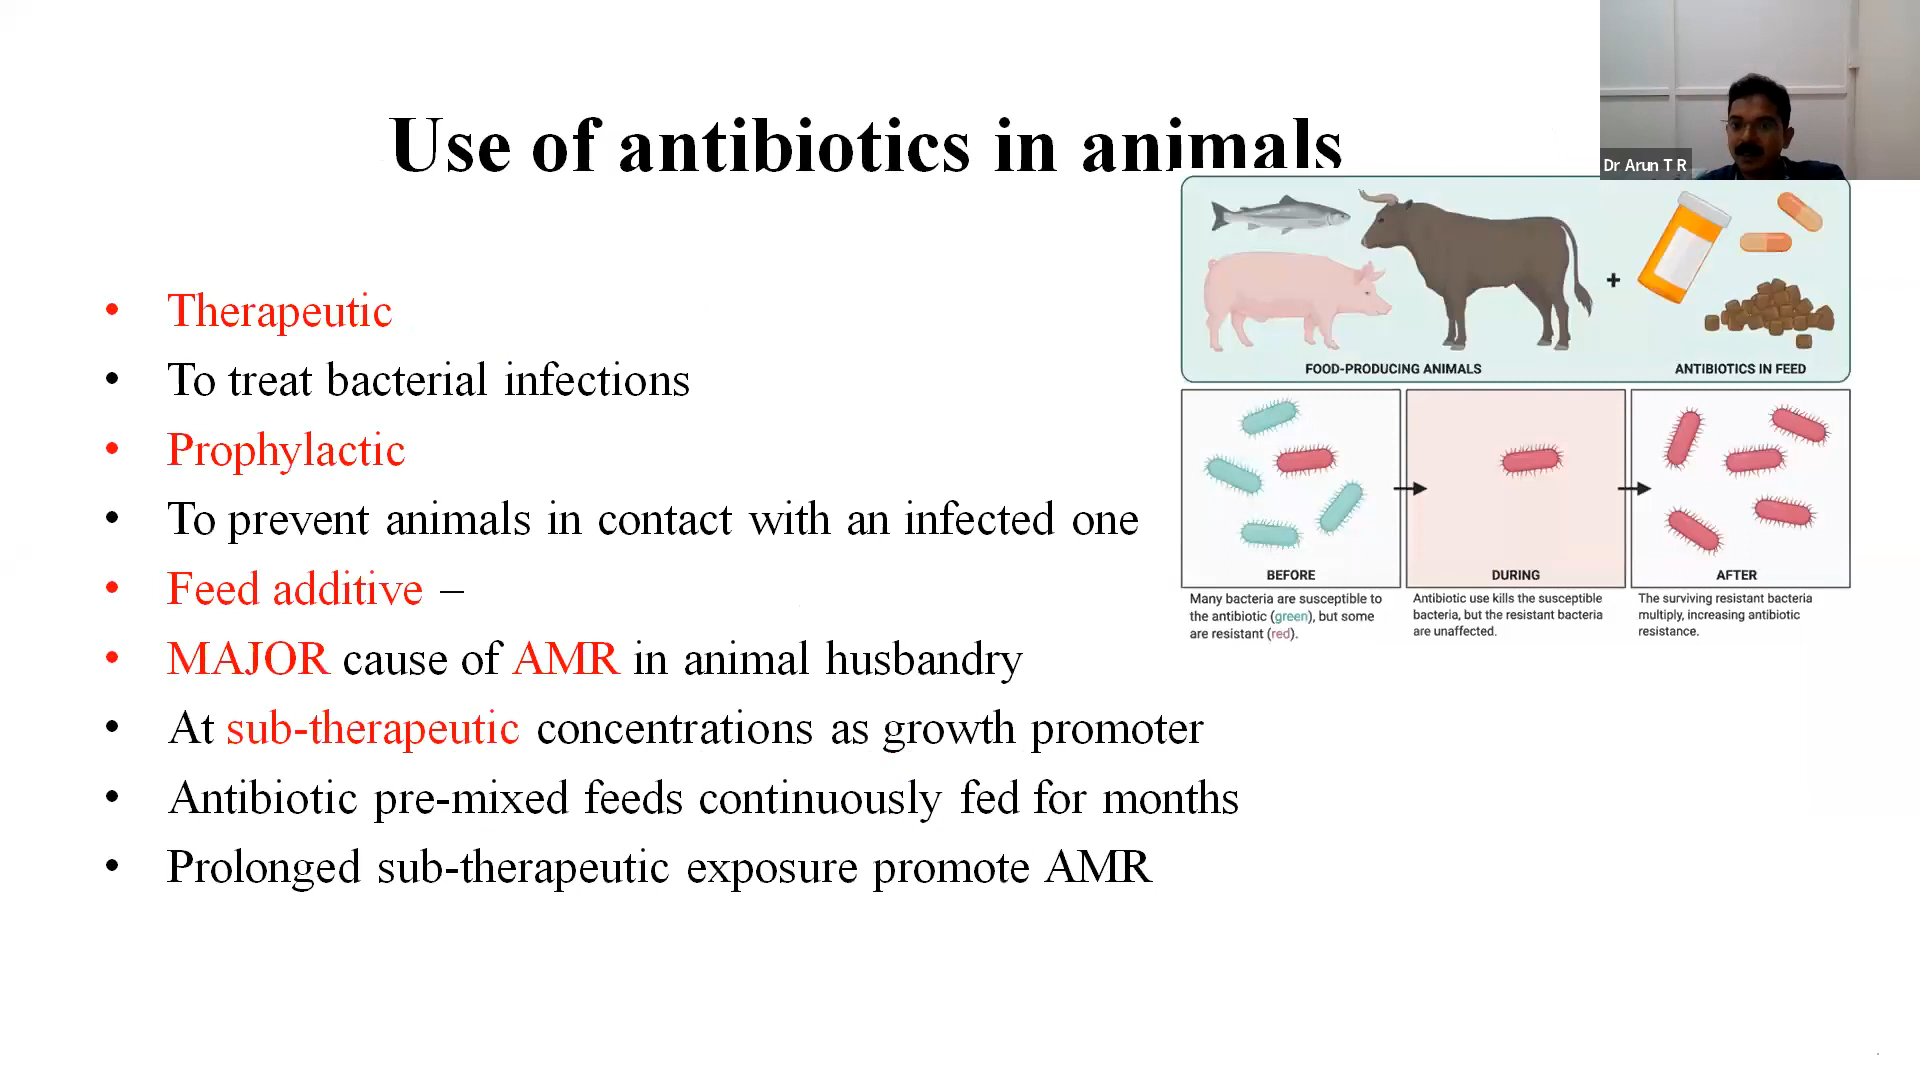 Use of antibiotics in animals
Dr Arun T R
• Therapeutic
• To treat bacterial infections
• Prophylactic
• To prevent animals in contact with an infected one
• Feed additive –
• MAJOR cause of AMR in animal husbandry
• At sub-therapeutic concentrations as growth promoter
• Antibiotic pre-mixed feeds continuously fed for months
• Prolonged sub-therapeutic exposure promote AMR
+
FOOD-PRODUCING ANIMALS
ANTIBIOTICS IN FEED
BEFORE
Many bacteria are susceptible to
the antibiotic (green), but some
are resistant (red).
DURING
Antibiotic use kills the susceptible
bacteria, but the resistant bacteria
are unaffected.
AFTER
The surviving resistant bacteria
multiply, increasing antibiotic
resistance.